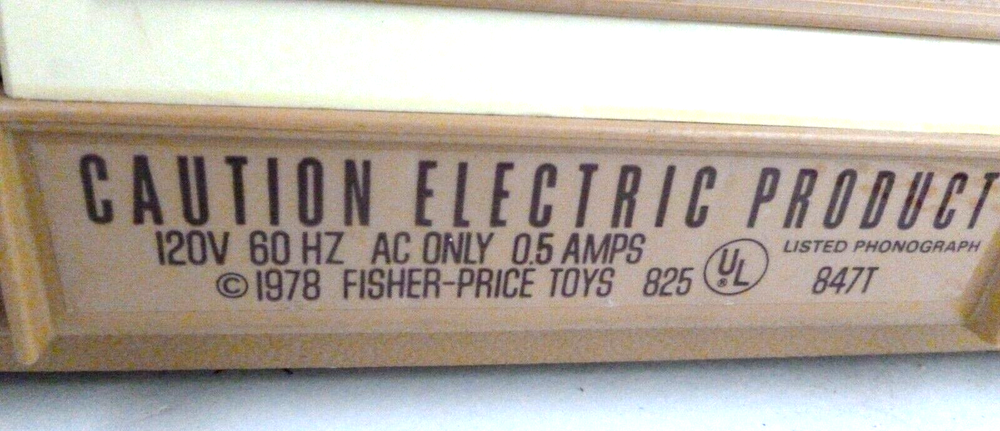 CAUTION ELECTRIC PRODUCT
120V 60 HZ AC ONLY 0.5 AMPS
LISTED PHONOGRAPH
© 1978 FISHER-PRICE TOYS 825 ® UL 847T